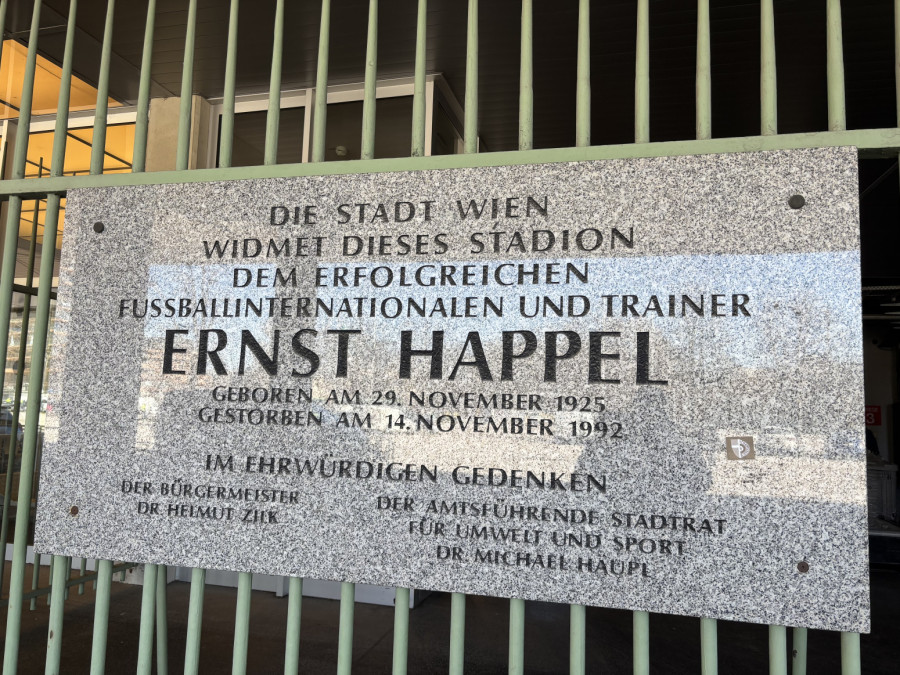 DIE STADT WIEN
WIDMET DIESES STADION
DEM ERFOLGREICHEN
FUSSBALLINTERNATIONALEN UND TRAINER
ERNST HAPPEL
GEBOREN AM 29. NOVEMBER 1925
GESTORBEN AM 14. NOVEMBER 1992
IM EHRWÜRDIGEN GEDENKEN
DER BÜRGERMEISTER
DR. HELMUT ZILK
DER AMTSFÜHRENDE STADTRAT
FÜR UMWELT UND SPORT
DR. MICHAEL HÄUPL
3